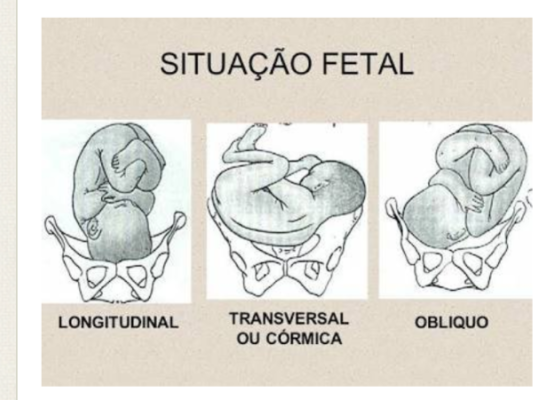 SITUAÇÃO FETAL
LONGITUDINAL
TRANSVERSAL
OU CÓRMICA
OBLIQUO